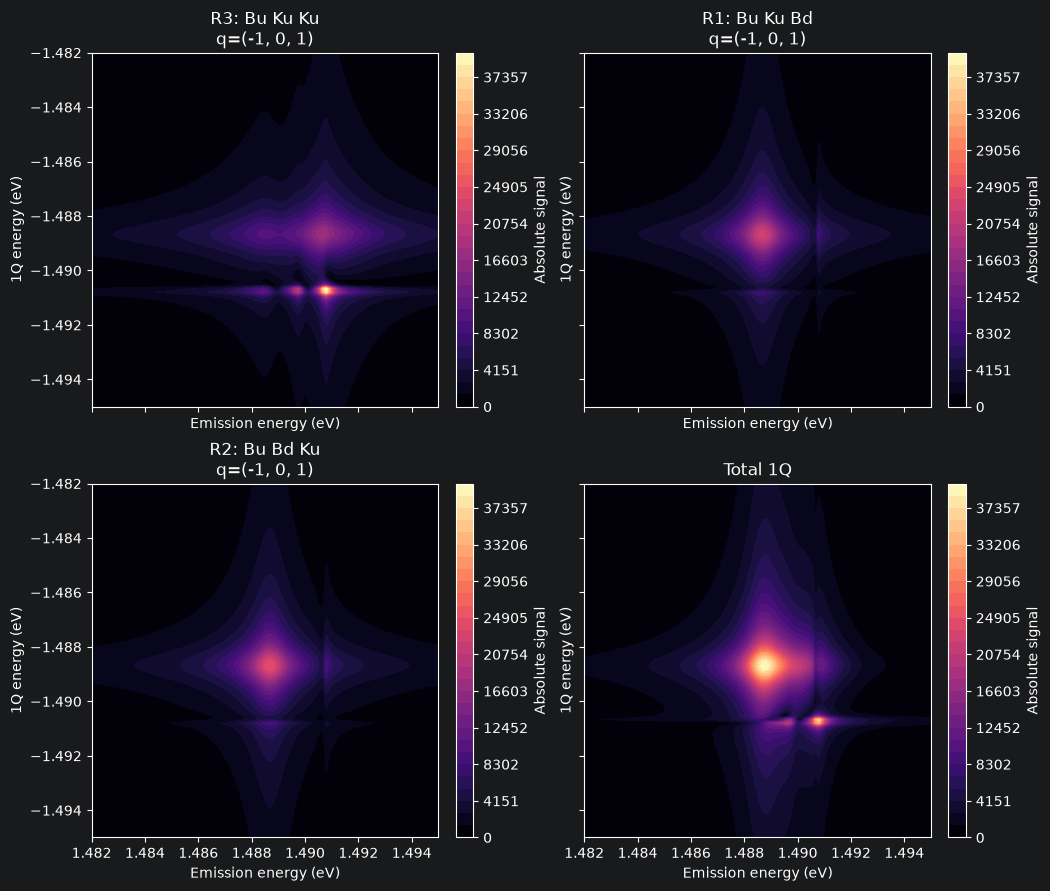 R3: Bu Ku Ku
q=(-1, 0, 1)
−1.482
−1.484
−1.486
−1.488
−1.490
−1.492
−1.494
1Q energy (eV)
Emission energy (eV)
37357
33206
29056
24905
20754
16603
12452
8302
4151
0
Absolute signal
R1: Bu Ku Bd
q=(-1, 0, 1)
1Q energy (eV)
Emission energy (eV)
37357
33206
29056
24905
20754
16603
12452
8302
4151
0
Absolute signal
R2: Bu Bd Ku
q=(-1, 0, 1)
−1.482
−1.484
−1.486
−1.488
−1.490
−1.492
−1.494
1Q energy (eV)
1.482 1.484 1.486 1.488 1.490 1.492 1.494
Emission energy (eV)
37357
33206
29056
24905
20754
16603
12452
8302
4151
0
Absolute signal
Total 1Q
1Q energy (eV)
1.482 1.484 1.486 1.488 1.490 1.492 1.494
Emission energy (eV)
37357
33206
29056
24905
20754
16603
12452
8302
4151
0
Absolute signal